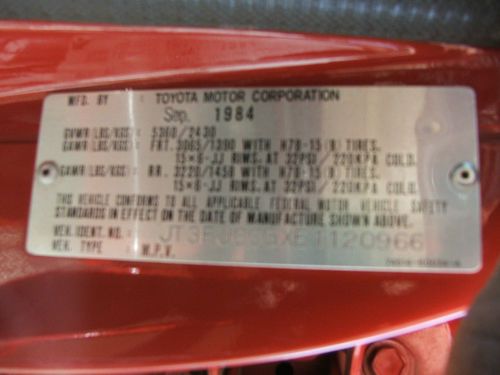 MFD. BY : TOYOTA MOTOR CORPORATION
Sep. 1984
GVWR LBS/KGS: 5360/2430
GAWR LBS/KGS: FRT. 3065/1390 WITH H78-15(B) TIRES.
15×6-JJ RIMS. AT 32PSI/220KPA COLD.
GAWR LBS/KGS: RR. 3220/1458 WITH H78-15(B) TIRES.
15×6-JJ RIMS. AT 32PSI/220KPA COLD.
THIS VEHICLE CONFORMS TO ALL APPLICABLE FEDERAL MOTOR VEHICLE SAFETY
STANDARDS IN EFFECT ON THE DATE OF MANUFACTURE SHOWN ABOVE.
VEH. IDENT. NO. :
VEH. TYPE : M.P.V.